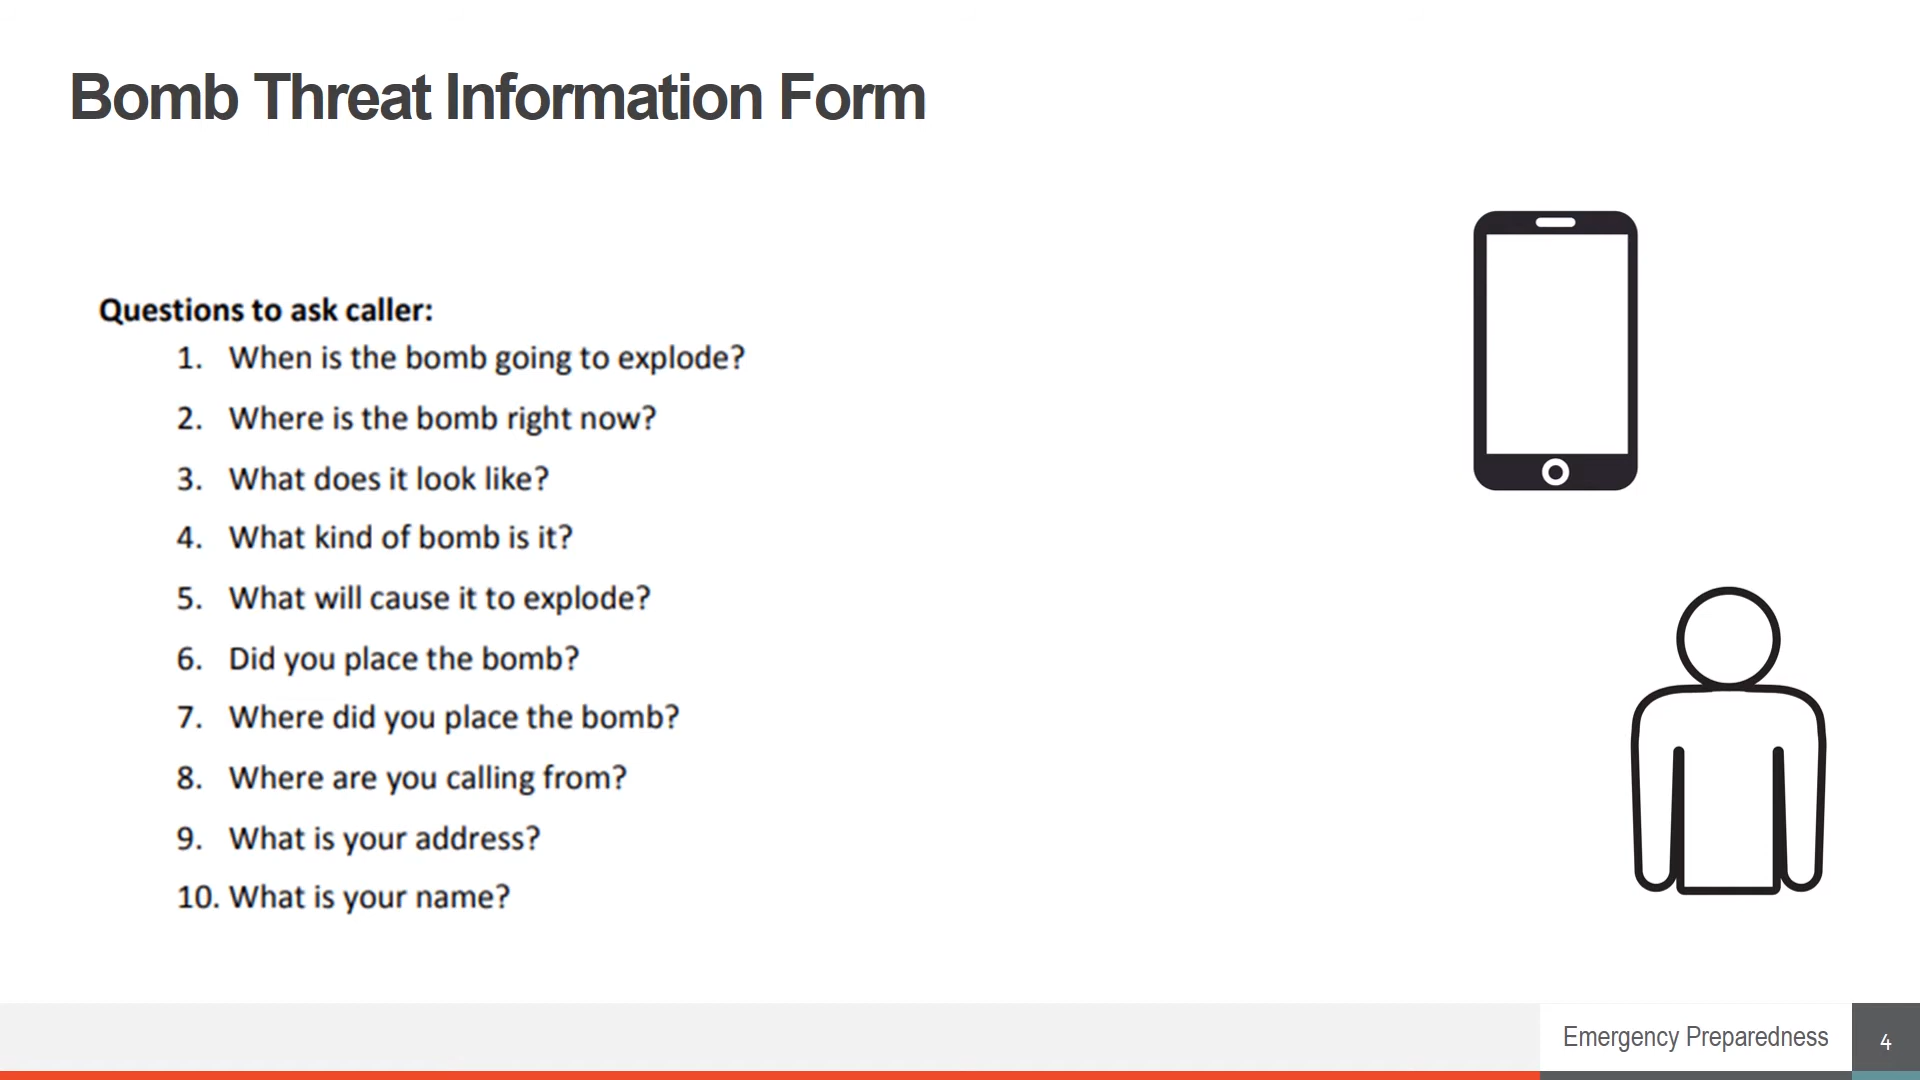 Bomb Threat Information Form
Questions to ask caller:
1. When is the bomb going to explode?
2. Where is the bomb right now?
3. What does it look like?
4. What kind of bomb is it?
5. What will cause it to explode?
6. Did you place the bomb?
7. Where did you place the bomb?
8. Where are you calling from?
9. What is your address?
10. What is your name?
Emergency Preparedness
4